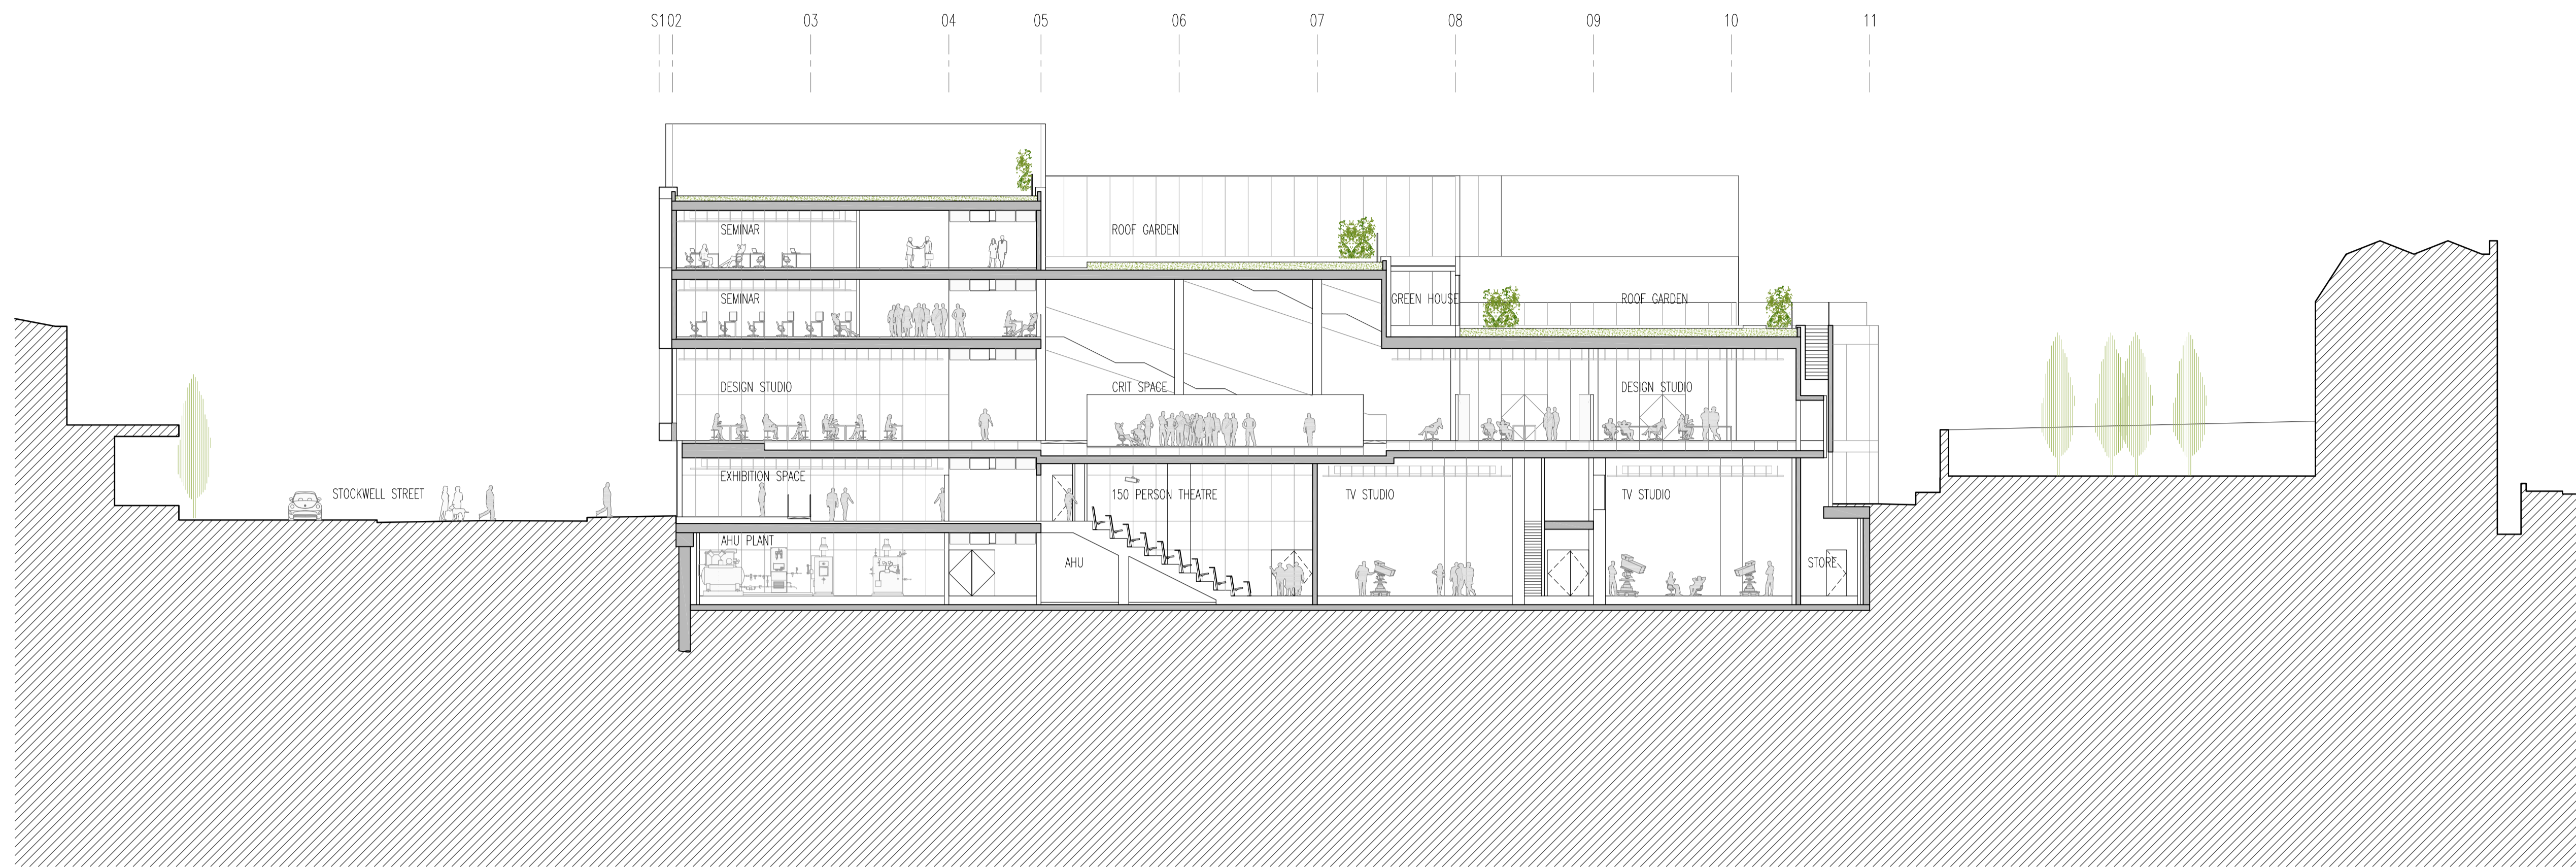 S1 02 03 04 05 06 07 08 09 10 11
SEMINAR
ROOF GARDEN
SEMINAR
GREEN HOUSE
ROOF GARDEN
DESIGN STUDIO
CRIT SPACE
DESIGN STUDIO
EXHIBITION SPACE
STOCKWELL STREET
150 PERSON THEATRE
TV STUDIO
TV STUDIO
AHU PLANT
AHU
STORE